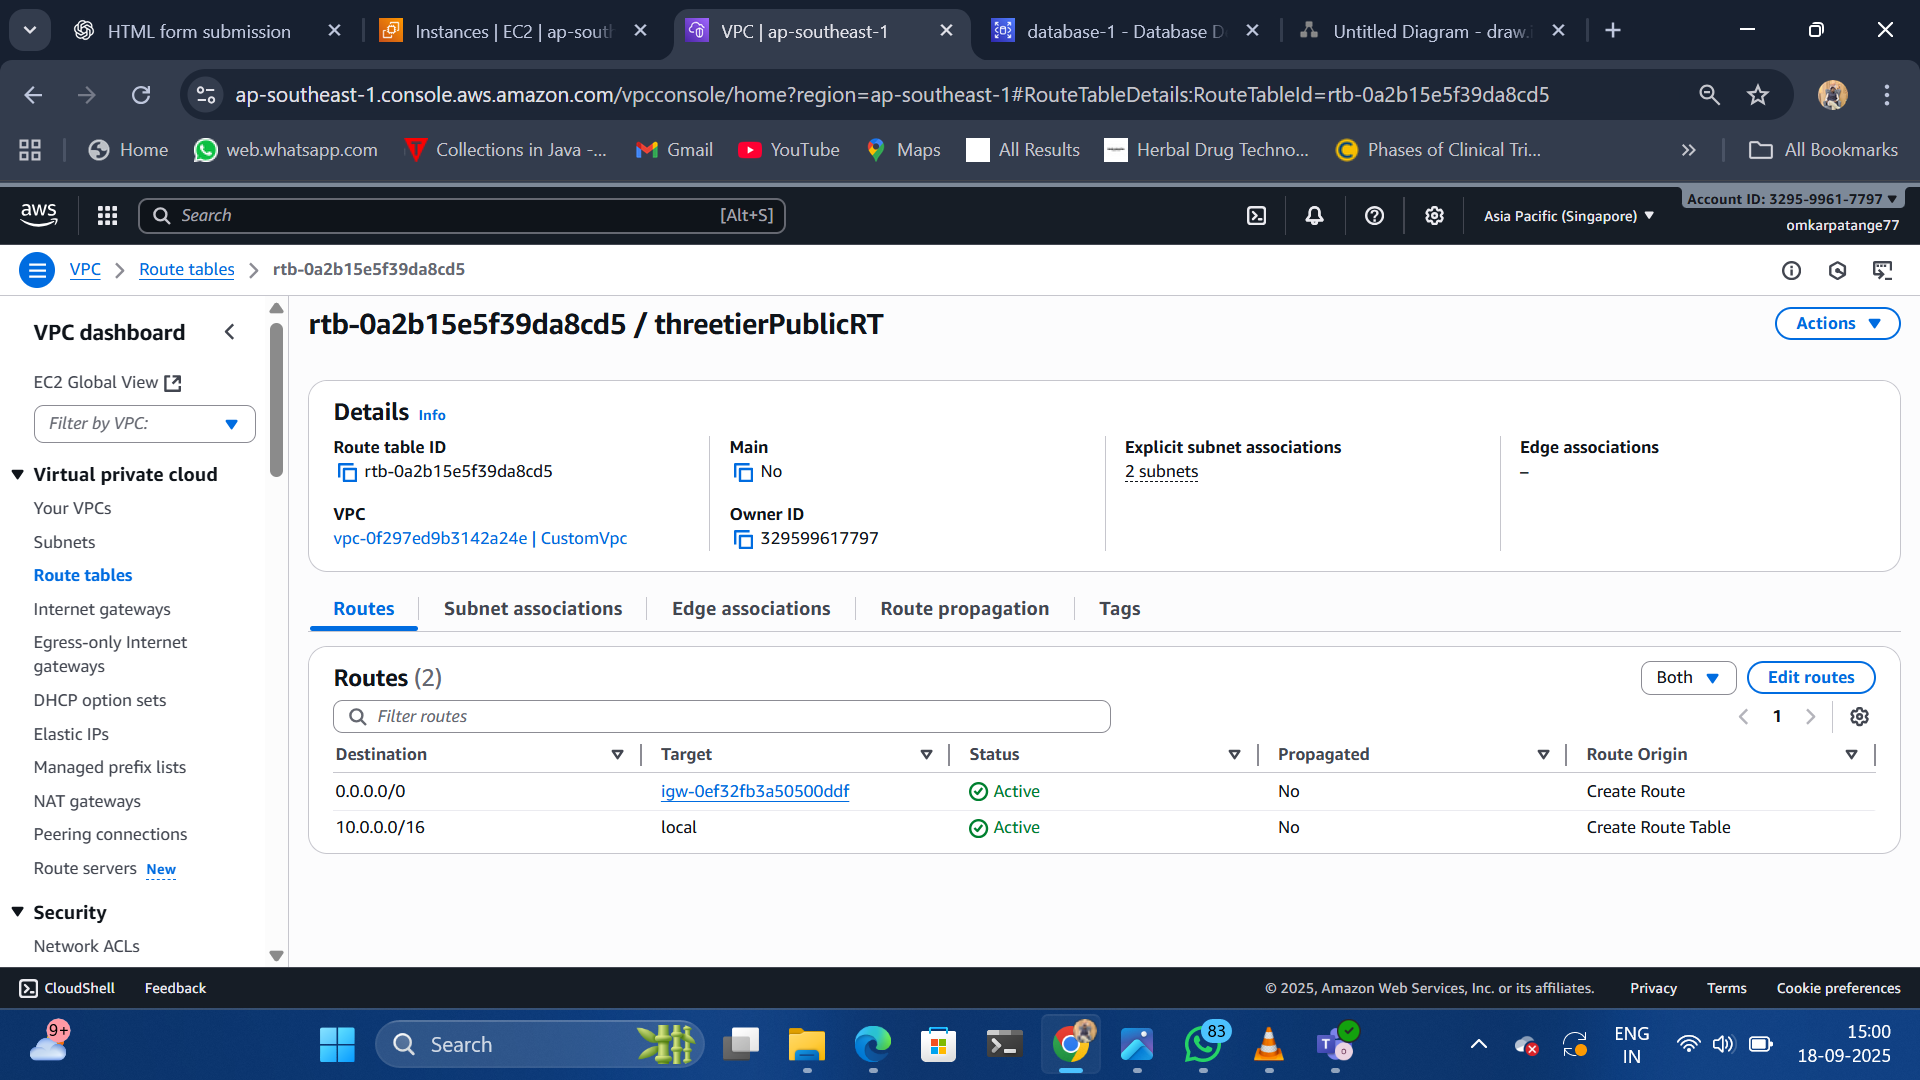 HTML form submission
Instances | EC2 | ap-south
VPC | ap-southeast-1
database-1 - Database D
Untitled Diagram - draw.i
ap-southeast-1.console.aws.amazon.com/vpcconsole/home?region=ap-southeast-1#RouteTableDetails:RouteTableId=rtb-0a2b15e5f39da8cd5
Home
web.whatsapp.com
Collections in Java -...
Gmail
YouTube
Maps
All Results
Herbal Drug Techno...
Phases of Clinical Tri...
All Bookmarks
aws
Search
[Alt+S]
Asia Pacific (Singapore)
Account ID: 3295-9961-7797
omkarpatange77
VPC
Route tables
rtb-0a2b15e5f39da8cd5
VPC dashboard
EC2 Global View
Filter by VPC:
Virtual private cloud
Your VPCs
Subnets
Route tables
Internet gateways
Egress-only Internet
gateways
DHCP option sets
Elastic IPs
Managed prefix lists
NAT gateways
Peering connections
Route servers New
Security
Network ACLs
rtb-0a2b15e5f39da8cd5 / threetierPublicRT
Actions
Details Info
Route table ID
rtb-0a2b15e5f39da8cd5
Main
No
Explicit subnet associations
2 subnets
Edge associations
–
VPC
vpc-0f297ed9b3142a24e | CustomVpc
Owner ID
329599617797
Routes
Subnet associations
Edge associations
Route propagation
Tags
Routes (2)
Both
Edit routes
Filter routes
1
Destination Target Status Propagated Route Origin
0.0.0.0/0 igw-0ef32fb3a50500ddf Active No Create Route
10.0.0.0/16 local Active No Create Route Table
CloudShell
Feedback
© 2025, Amazon Web Services, Inc. or its affiliates.
Privacy
Terms
Cookie preferences
9+
Search
83
ENG
IN
15:00
18-09-2025